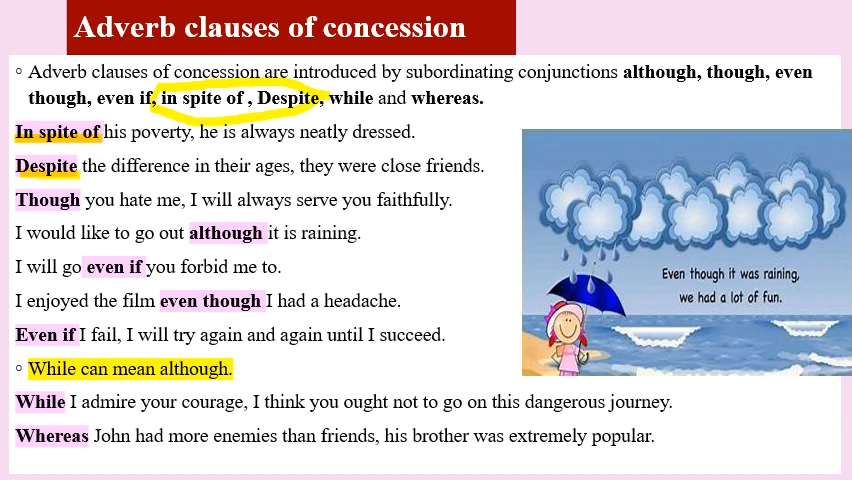 Adverb clauses of concession
° Adverb clauses of concession are introduced by subordinating conjunctions although, though, even
though, even if, in spite of , Despite, while and whereas.
In spite of his poverty, he is always neatly dressed.
Despite the difference in their ages, they were close friends.
Though you hate me, I will always serve you faithfully.
I would like to go out although it is raining.
I will go even if you forbid me to.
I enjoyed the film even though I had a headache.
Even if I fail, I will try again and again until I succeed.
° While can mean although.
While I admire your courage, I think you ought not to go on this dangerous journey.
Whereas John had more enemies than friends, his brother was extremely popular.
Even though it was raining,
we had a lot of fun.